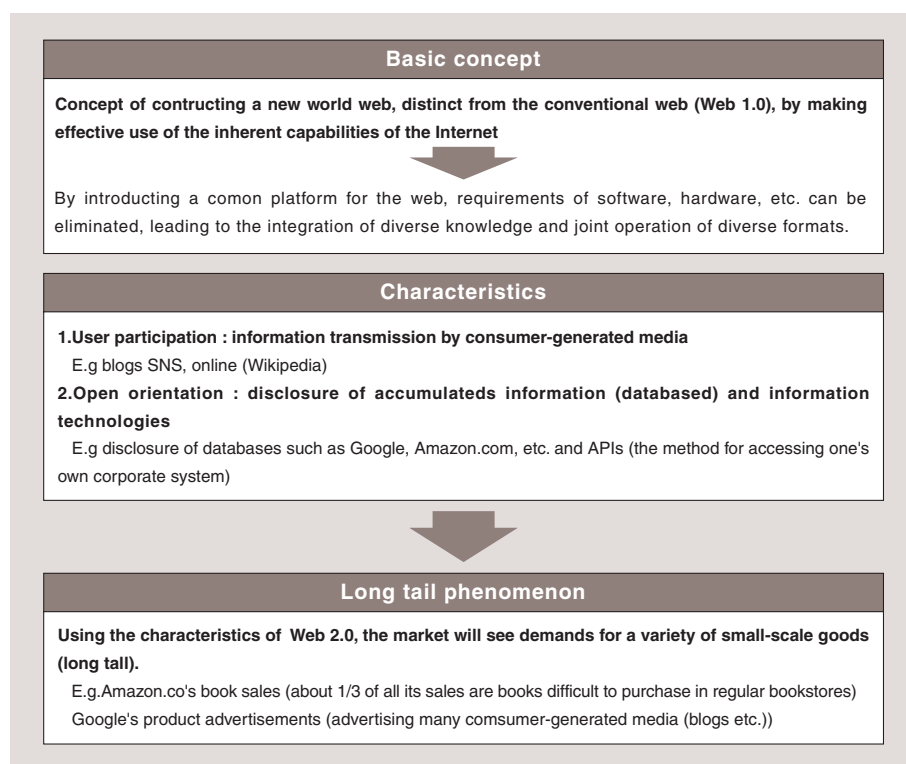 Basic concept
Concept of contructing a new world web, distinct from the conventional web (Web 1.0), by making
effective use of the inherent capabilities of the Internet
By introducting a comon platform for the web, requirements of software, hardware, etc. can be
eliminated, leading to the integration of diverse knowledge and joint operation of diverse formats.
Characteristics
1.User participation : information transmission by consumer-generated media
E.g blogs SNS, online (Wikipedia)
2.Open orientation : disclosure of accumulateds information (databased) and information
technologies
E.g disclosure of databases such as Google, Amazon.com, etc. and APIs (the method for accessing one's
own corporate system)
Long tail phenomenon
Using the characteristics of Web 2.0, the market will see demands for a variety of small-scale goods
(long tall).
E.g.Amazon.co's book sales (about 1/3 of all its sales are books difficult to purchase in regular bookstores)
Google's product advertisements (advertising many comsumer-generated media (blogs etc.))